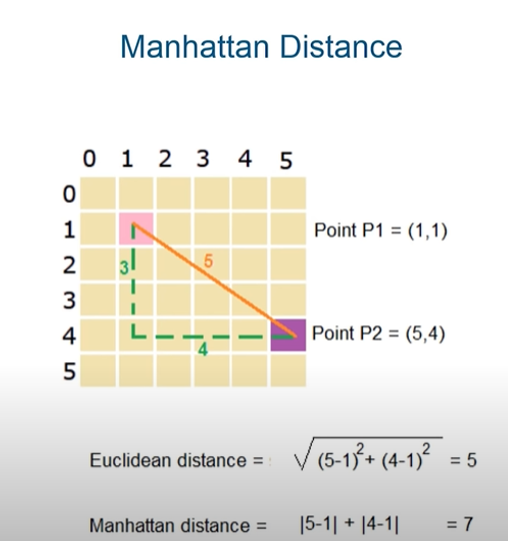 Manhattan Distance
0 1 2 3 4 5
0
1 Point P1 = (1,1)
2 3 5
3
4 Point P2 = (5,4)
4
5
Euclidean distance = √(5-1)²+ (4-1)² = 5
Manhattan distance = |5-1| + |4-1| = 7